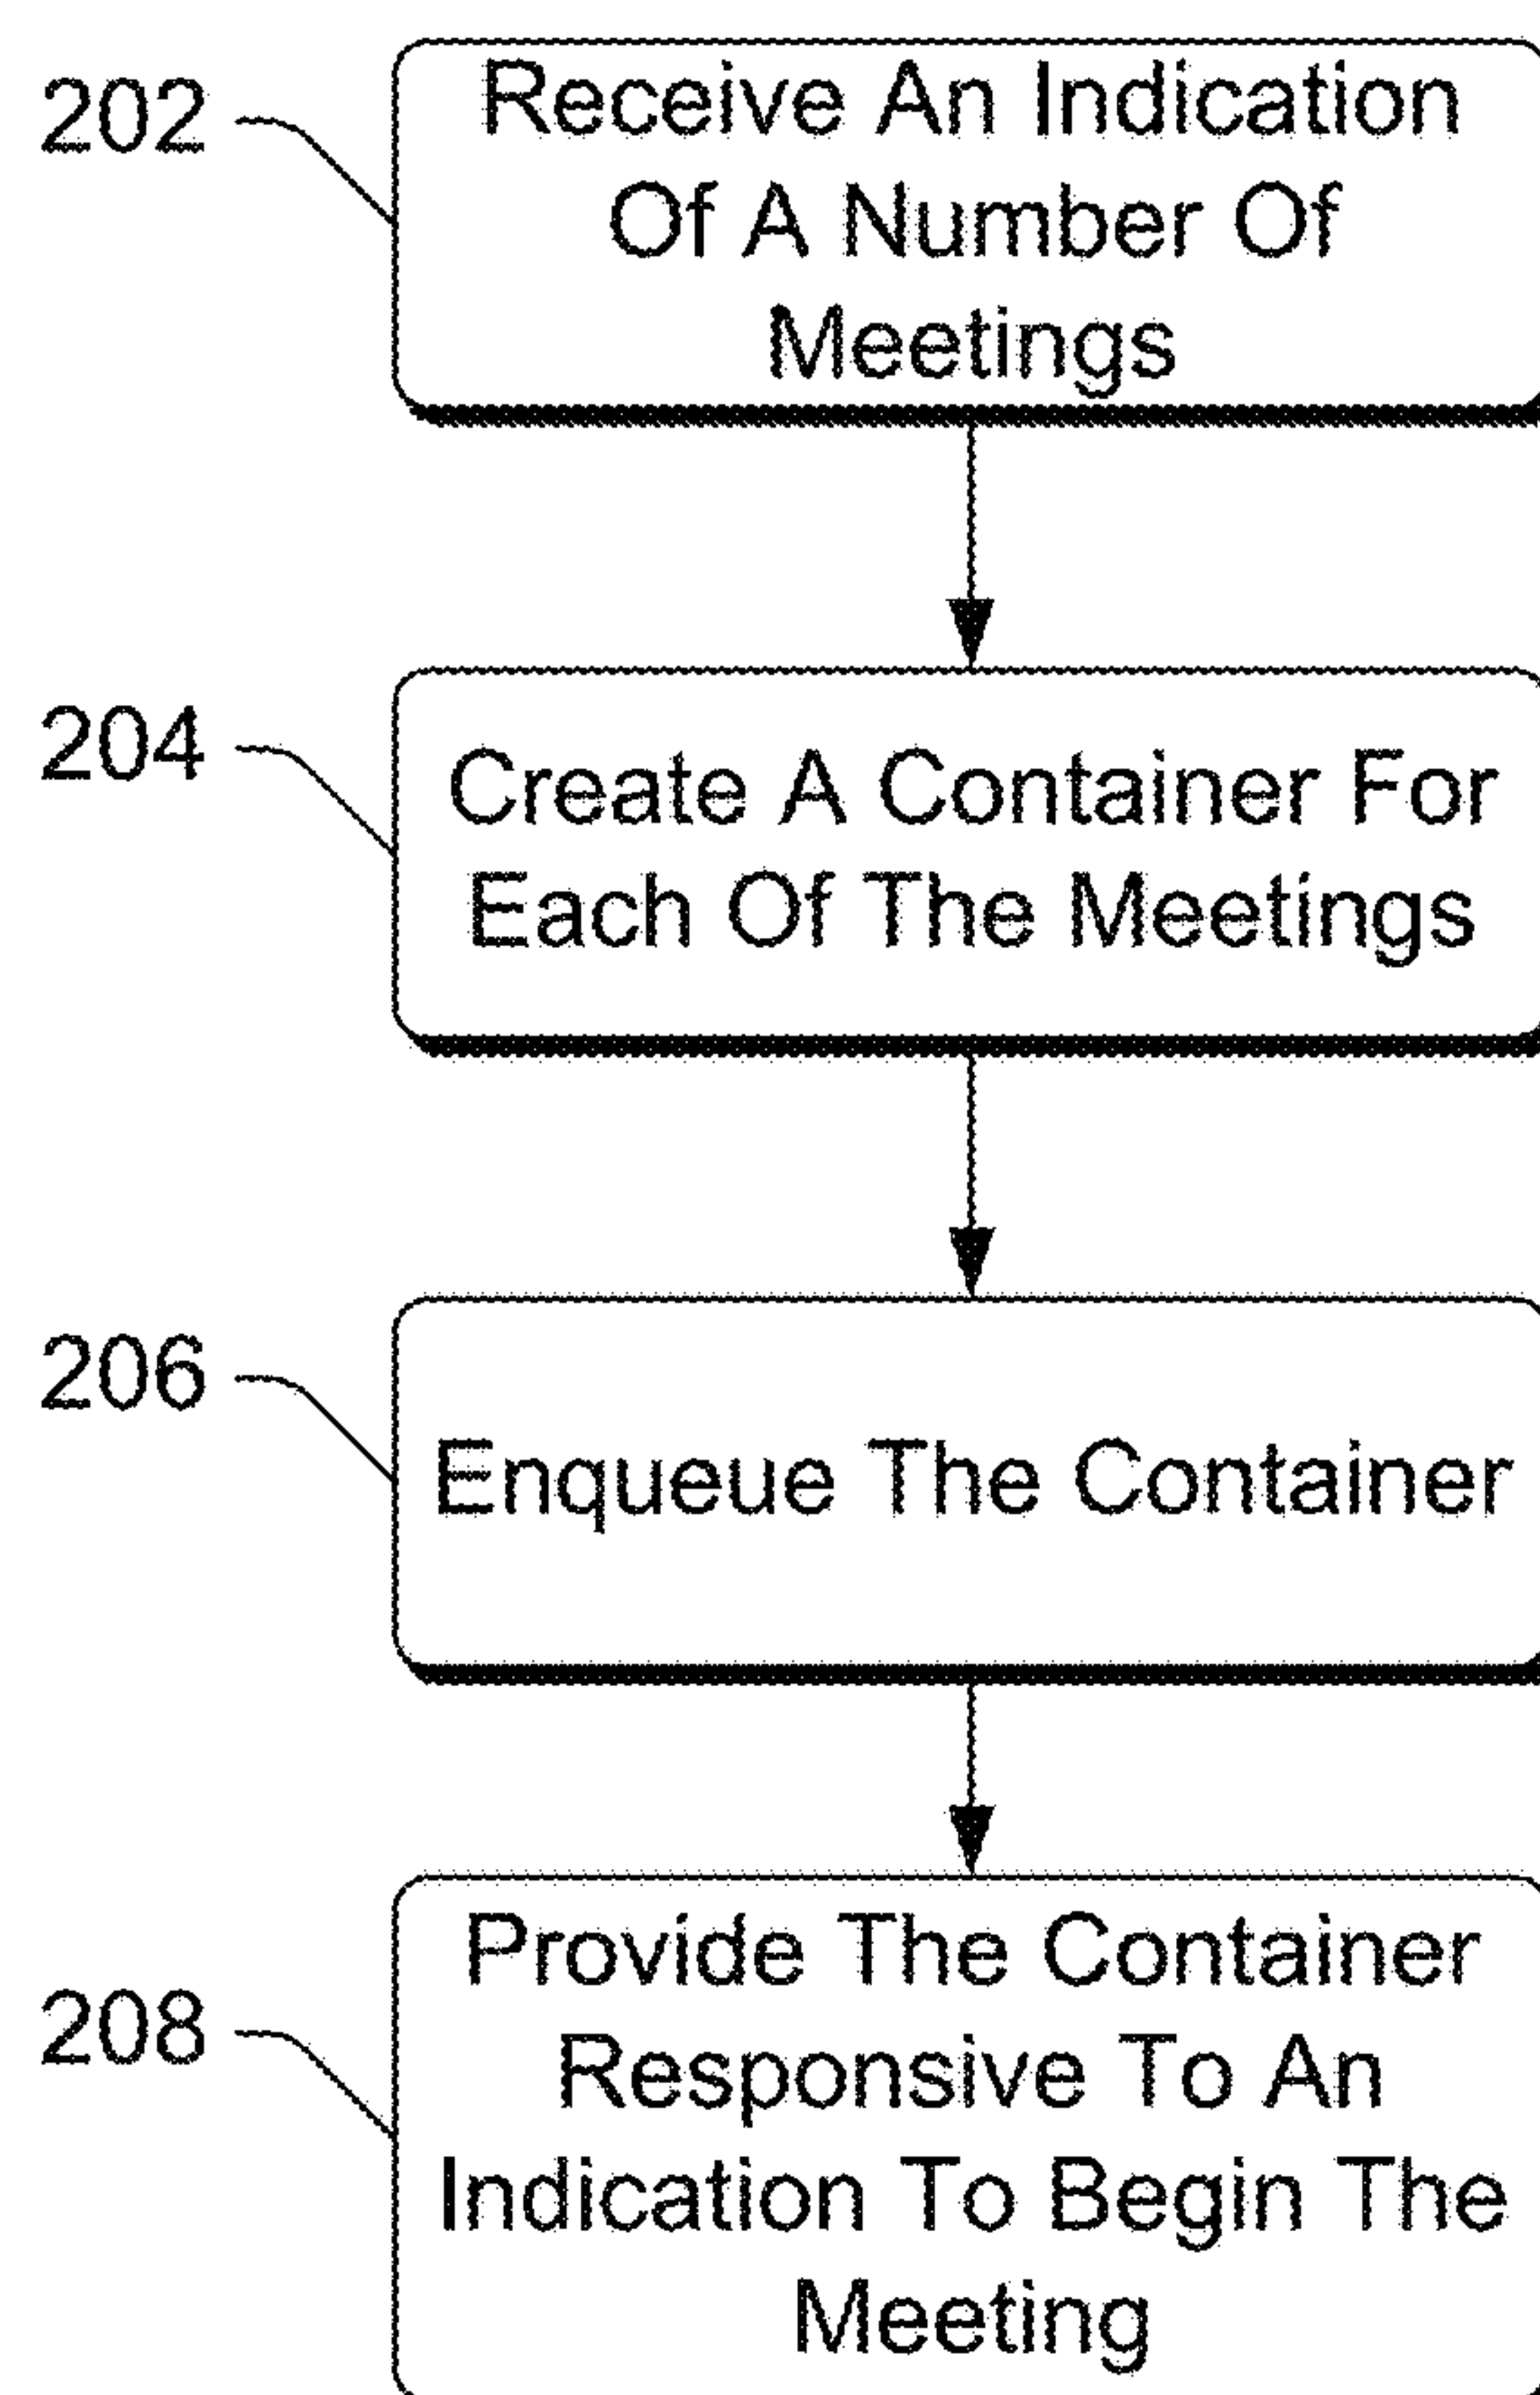 202
Receive An Indication
Of A Number Of
Meetings
204
Create A Container For
Each Of The Meetings
206
Enqueue The Container
208
Provide The Container
Responsive To An
Indication To Begin The
Meeting